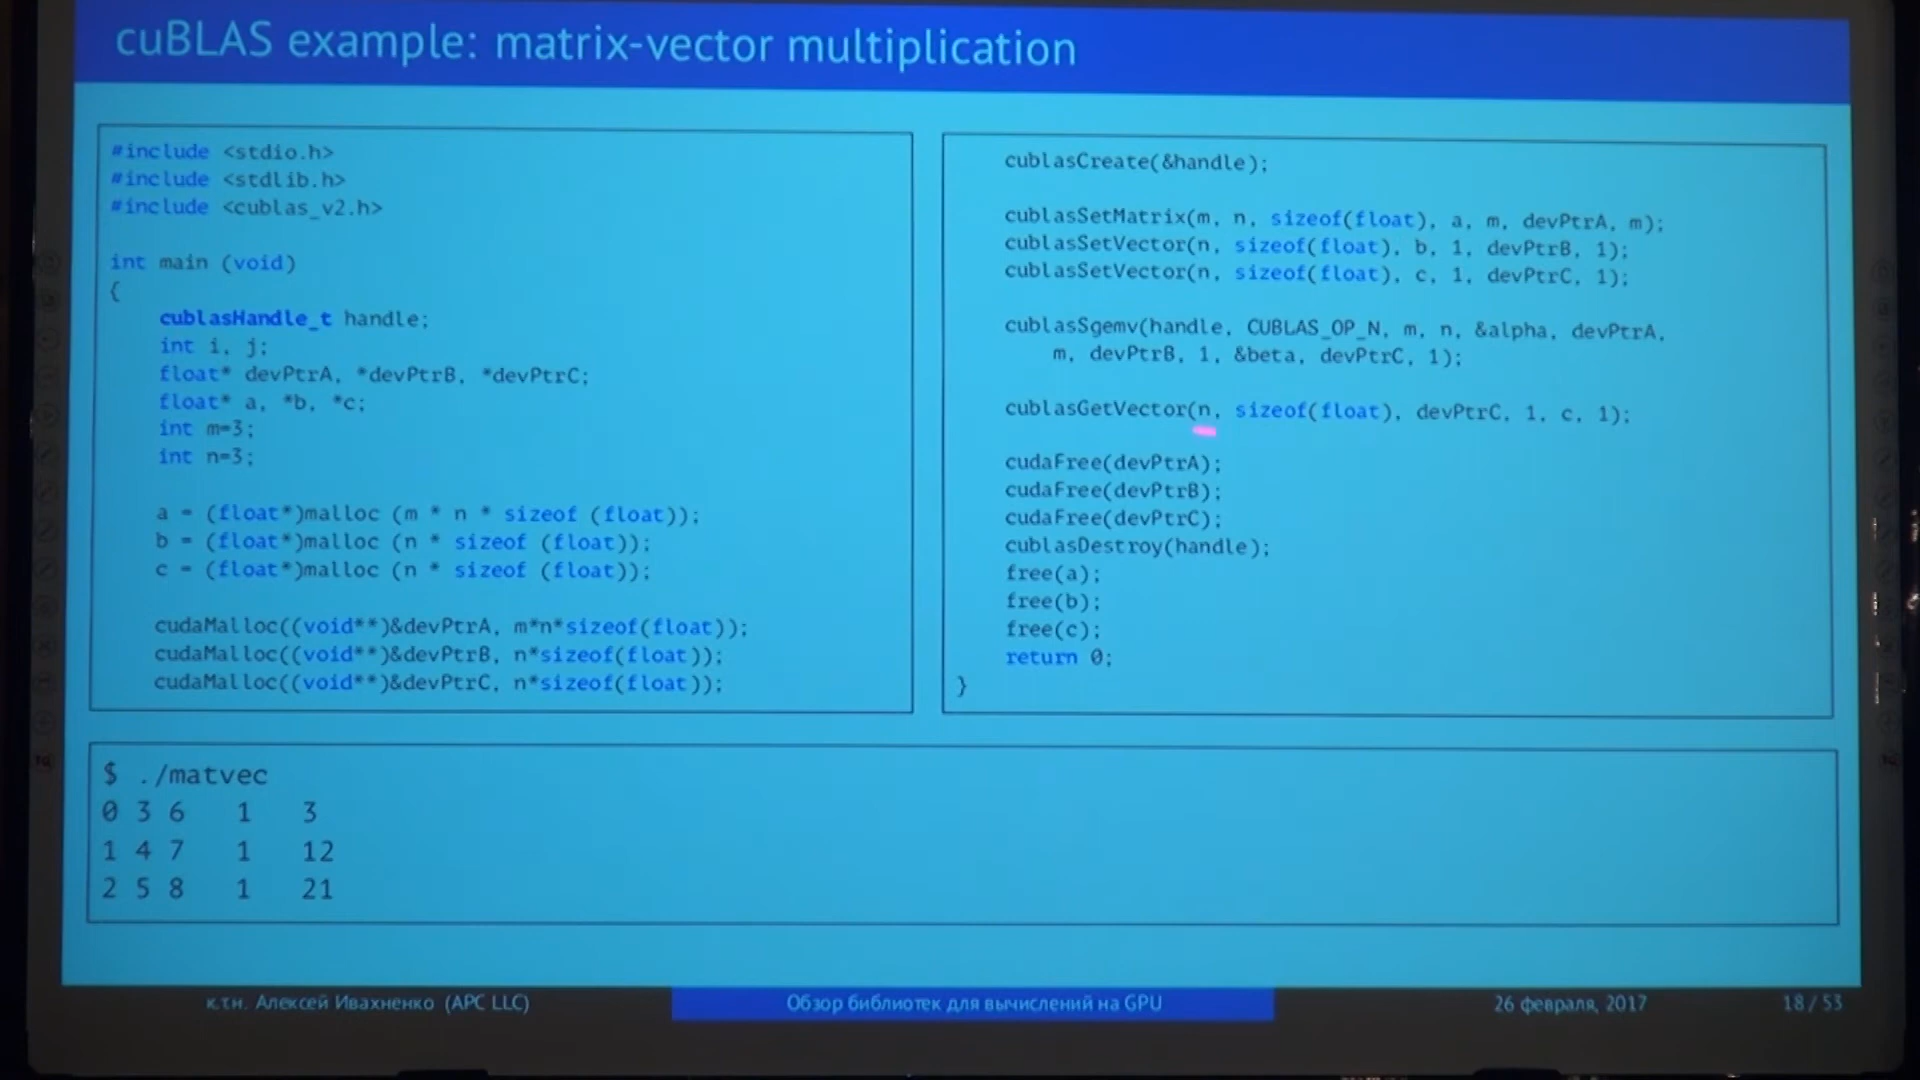 cuBLAS example: matrix-vector multiplication
#include <stdio.h>
#include <stdlib.h>
#include <cublas_v2.h>
int main (void)
{
cublasHandle_t handle;
int i, j;
float* devPtrA, *devPtrB, *devPtrC;
float* a, *b, *c;
int m=3;
int n=3;
a = (float*)malloc (m * n * sizeof (float));
b = (float*)malloc (n * sizeof (float));
c = (float*)malloc (n * sizeof (float));
cudaMalloc((void**)&devPtrA, m*n*sizeof(float));
cudaMalloc((void**)&devPtrB, n*sizeof(float));
cudaMalloc((void**)&devPtrC, n*sizeof(float));
cublasCreate(&handle);
cublasSetMatrix(m, n, sizeof(float), a, m, devPtrA, m);
cublasSetVector(n, sizeof(float), b, 1, devPtrB, 1);
cublasSetVector(n, sizeof(float), c, 1, devPtrC, 1);
cublasSgemv(handle, CUBLAS_OP_N, m, n, &alpha, devPtrA,
m, devPtrB, 1, &beta, devPtrC, 1);
cublasGetVector(n, sizeof(float), devPtrC, 1, c, 1);
cudaFree(devPtrA);
cudaFree(devPtrB);
cudaFree(devPtrC);
cublasDestroy(handle);
free(a);
free(b);
free(c);
return 0;
}
$ ./matvec
0 3 6 1 3
1 4 7 1 12
2 5 8 1 21
к.т.н. Алексей Ивахненко (APC LLC)
Обзор библиотек для вычислений на GPU
26 февраля, 2017
18 / 53